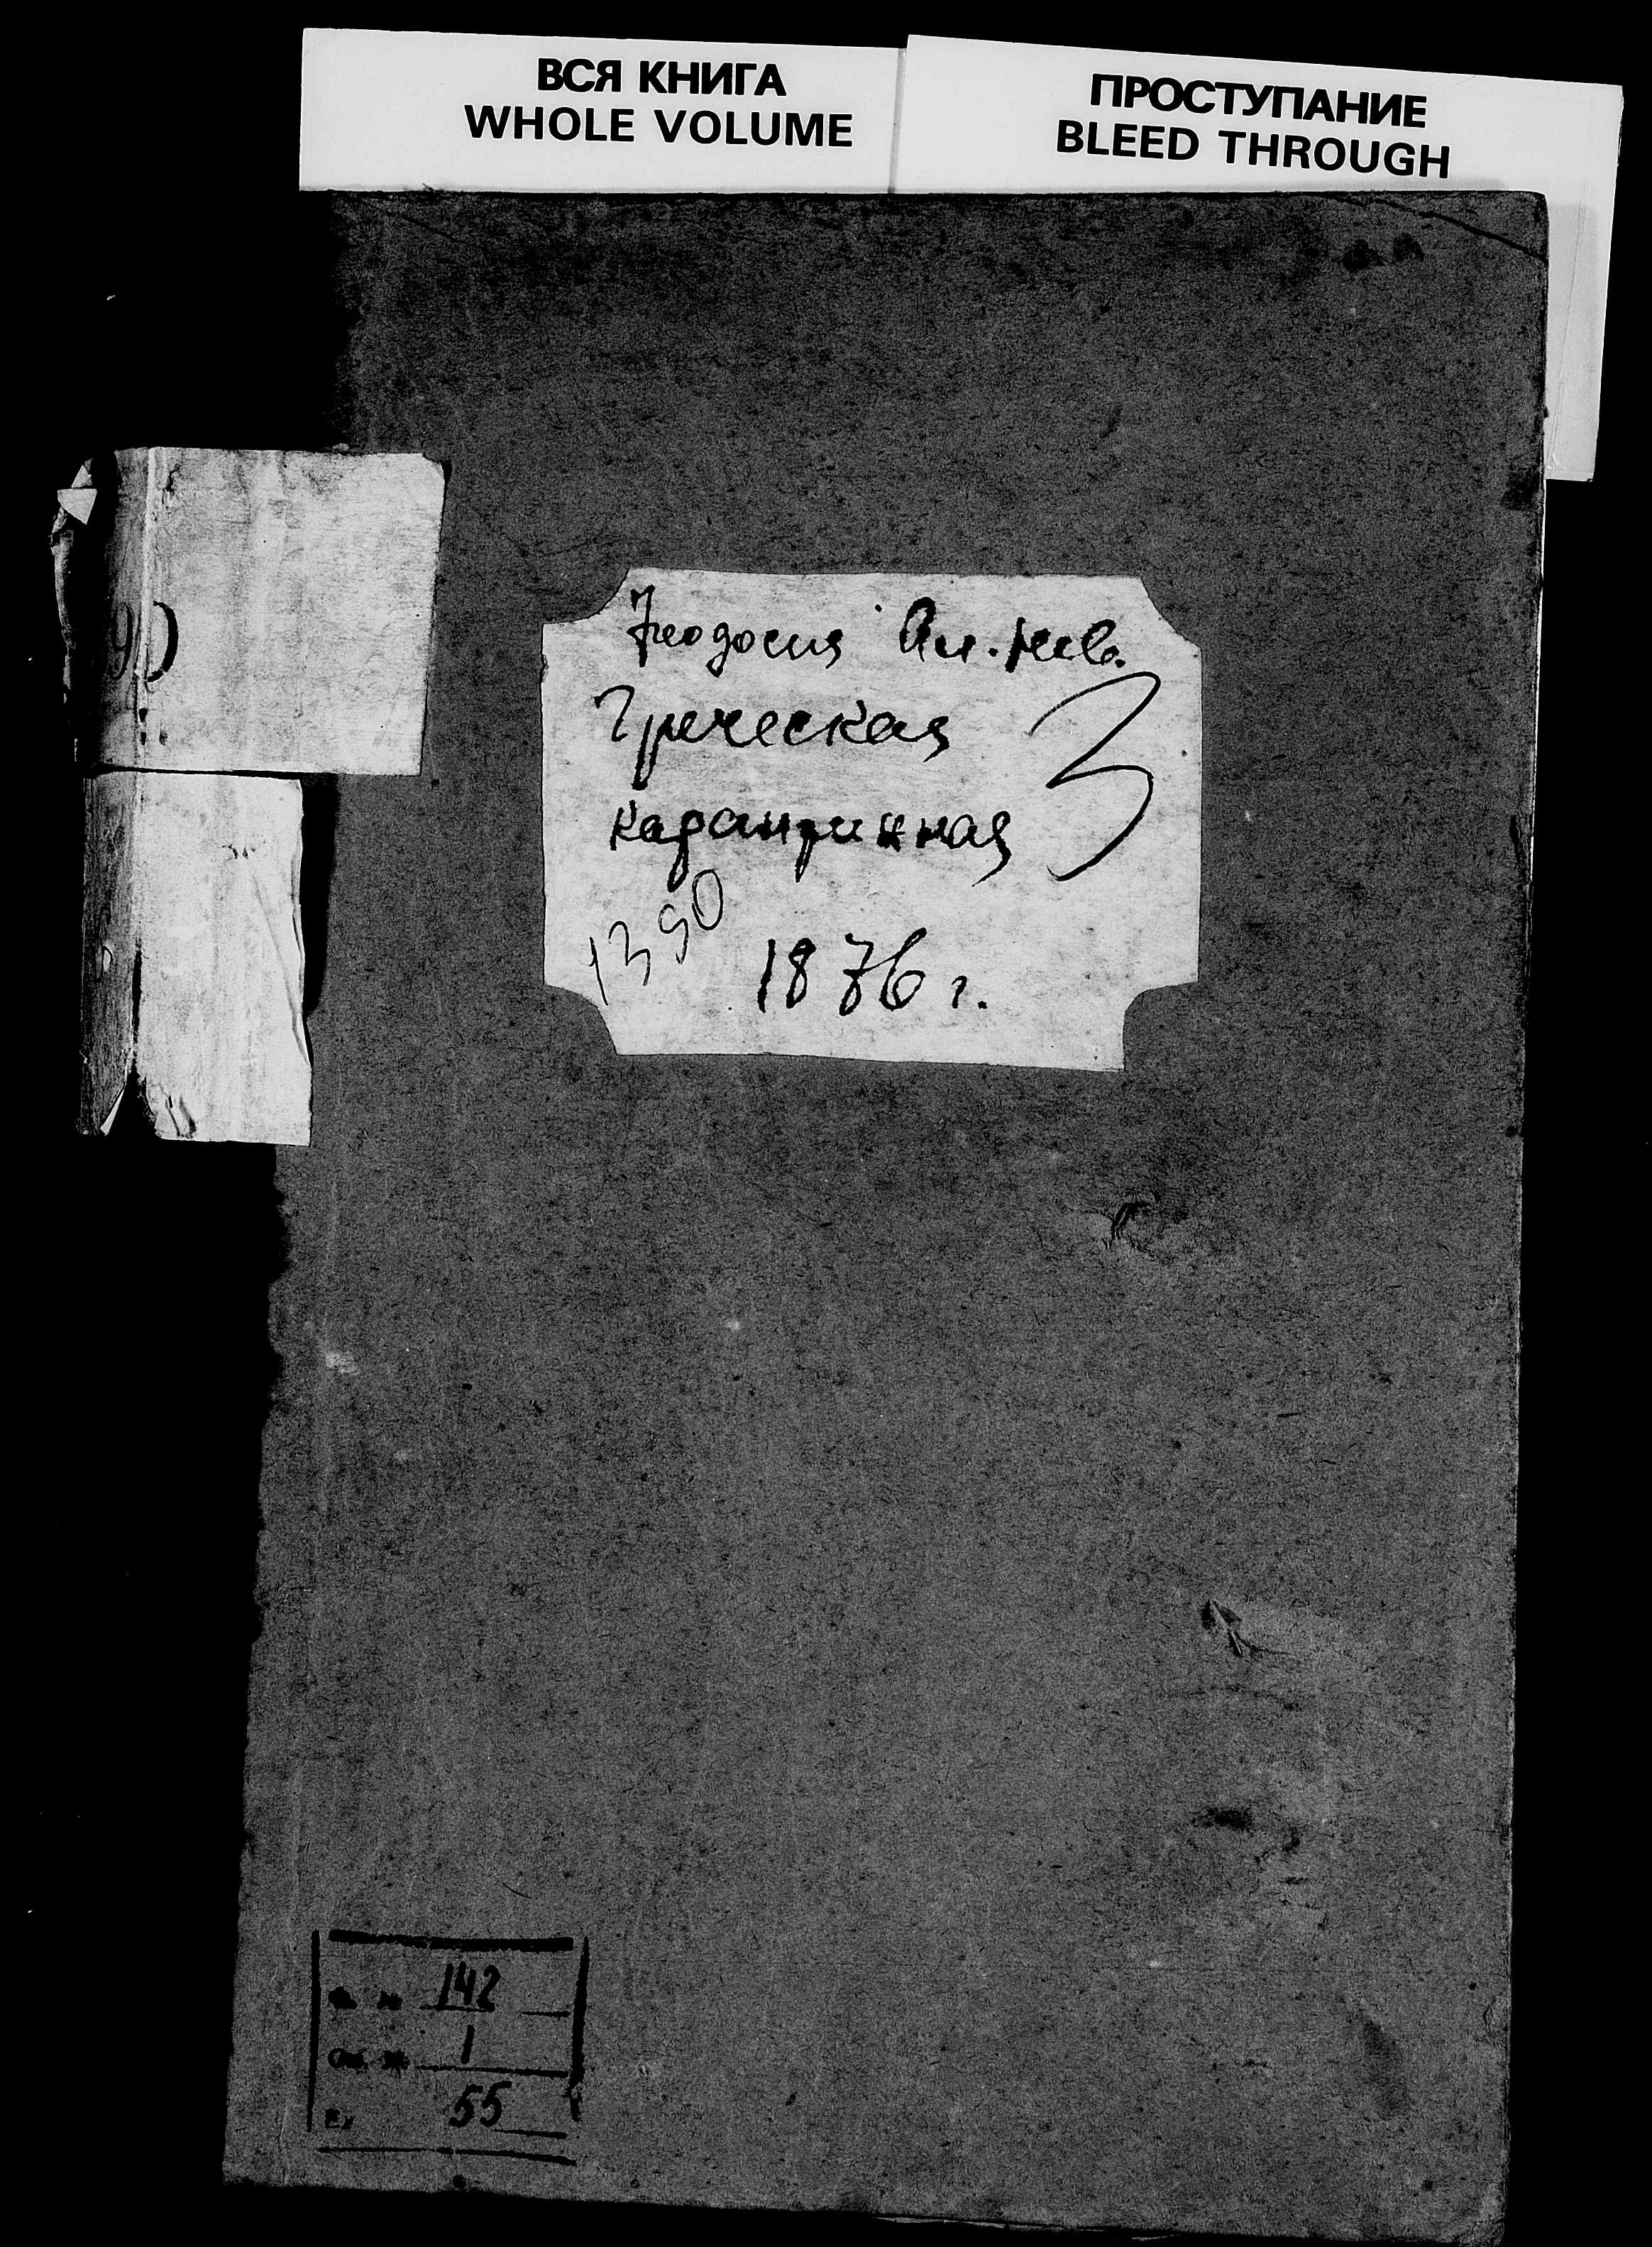 ВСЯ КНИГА
WHOLE VOLUME
ПРОСТУПАНИЕ
BLEED THROUGH
Феодосия Ал. Нев.
Греческая
карантинная
3
1390
1876 г.
142
1
55